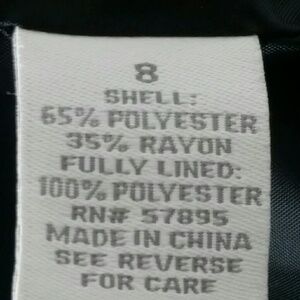 8
SHELL:
65% POLYESTER
35% RAYON
FULLY LINED:
100% POLYESTER
RN# 57895
MADE IN CHINA
SEE REVERSE
FOR CARE